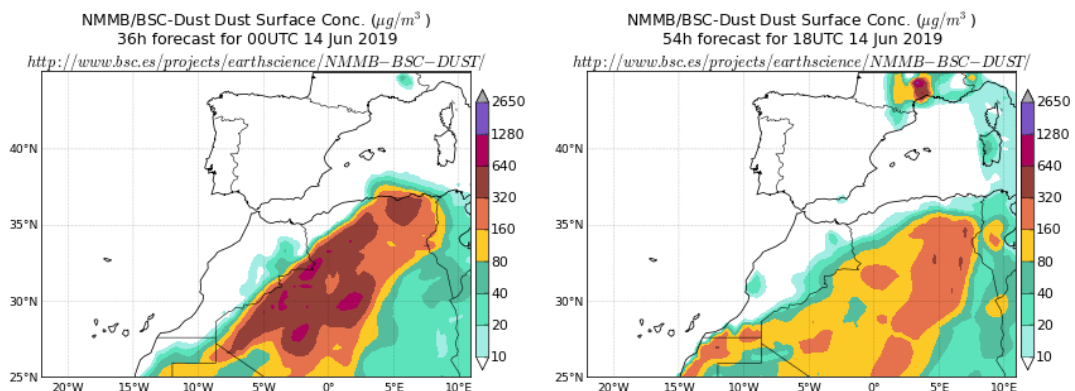 NMMB/BSC-Dust Dust Surface Conc. (μg/m³)
36h forecast for 00UTC 14 Jun 2019
http://www.bsc.es/projects/earthscience/NMMB−BSC−DUST/
40°N
35°N
30°N
25°N
20°W
15°W
10°W
5°W
0°E
5°E
10°E
2650
1280
640
320
160
80
40
20
10
NMMB/BSC-Dust Dust Surface Conc. (μg/m³)
54h forecast for 18UTC 14 Jun 2019
http://www.bsc.es/projects/earthscience/NMMB−BSC−DUST/
40°N
35°N
30°N
25°N
20°W
15°W
10°W
5°W
0°E
5°E
10°E
2650
1280
640
320
160
80
40
20
10